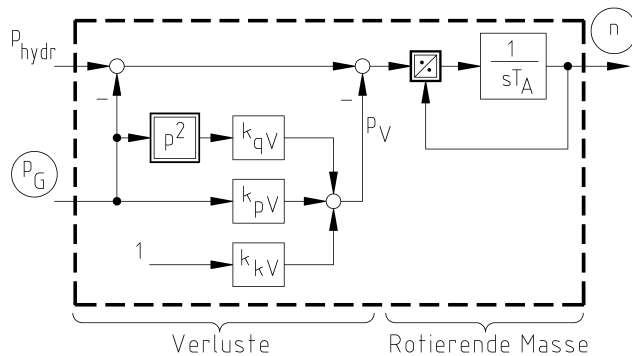 n
P_hydr
1
sT_A
p²
k_qV
p_V
P_G
k_pV
1
k_kV
Verluste
Rotierende Masse